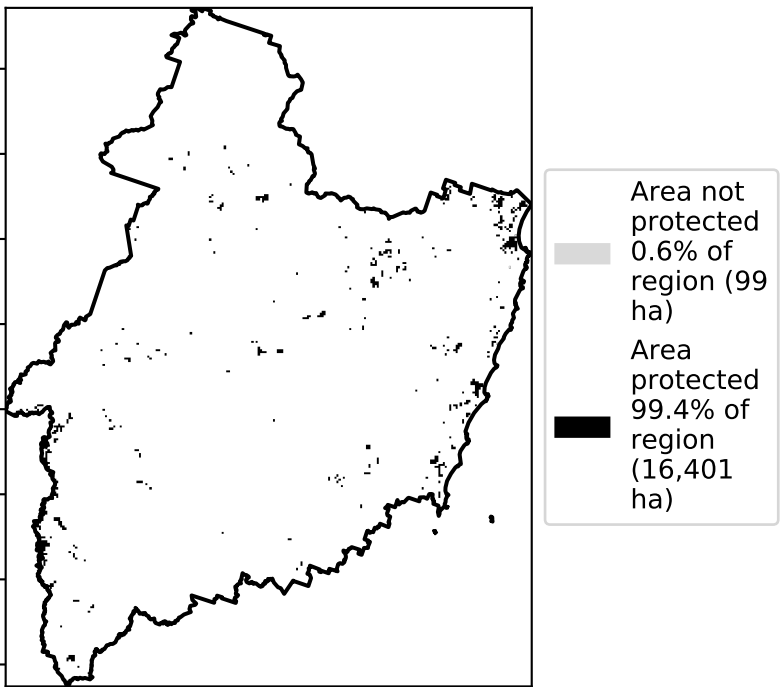 Area not
protected
0.6% of
region (99
ha)
Area
protected
99.4% of
region
(16,401
ha)